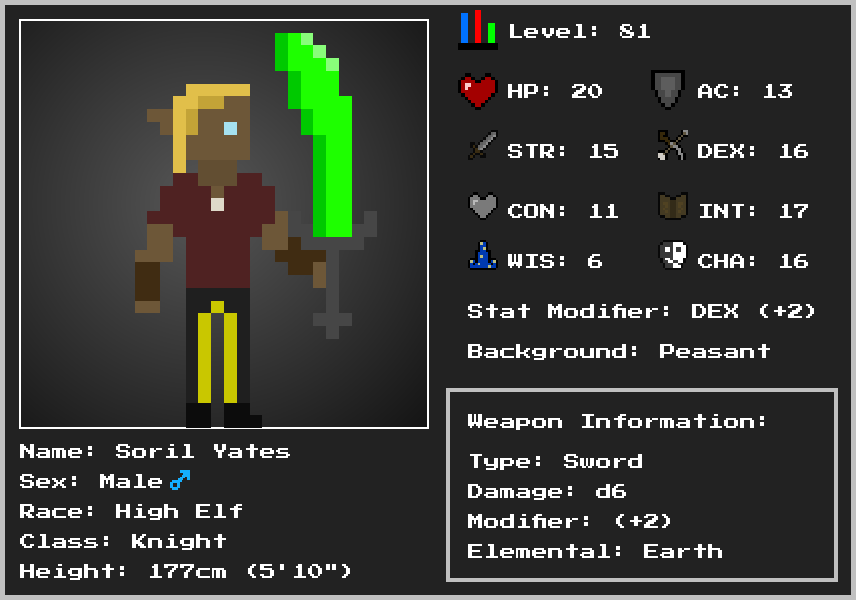 Level: 81
HP: 20 AC: 13
STR: 15 DEX: 16
CON: 11 INT: 17
WIS: 6 CHA: 16
Stat Modifier: DEX (+2)
Background: Peasant
Weapon Information:
Type: Sword
Damage: d6
Modifier: (+2)
Elemental: Earth
Name: Soril Yates
Sex: Male ♂
Race: High Elf
Class: Knight
Height: 177cm (5'10")